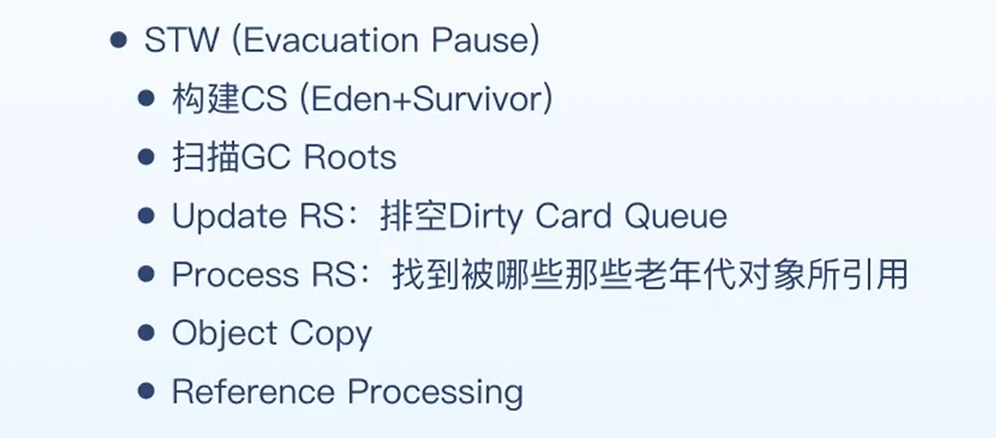 ● STW (Evacuation Pause)
● 构建CS (Eden+Survivor)
● 扫描GC Roots
● Update RS：排空Dirty Card Queue
● Process RS：找到被哪些那些老年代对象所引用
● Object Copy
● Reference Processing